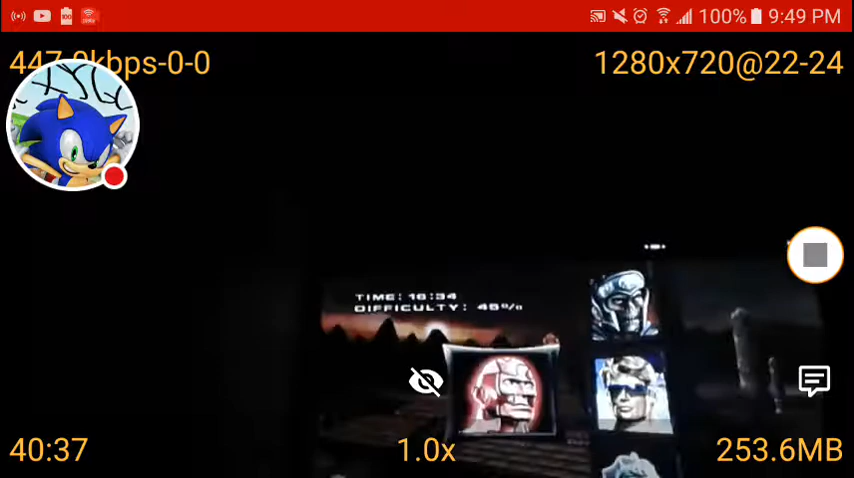 100% 9:49 PM
447.0kbps-0-0
1280x720@22-24
TIME: 16:34
DIFFICULTY: 45%
40:37
1.0x
253.6MB